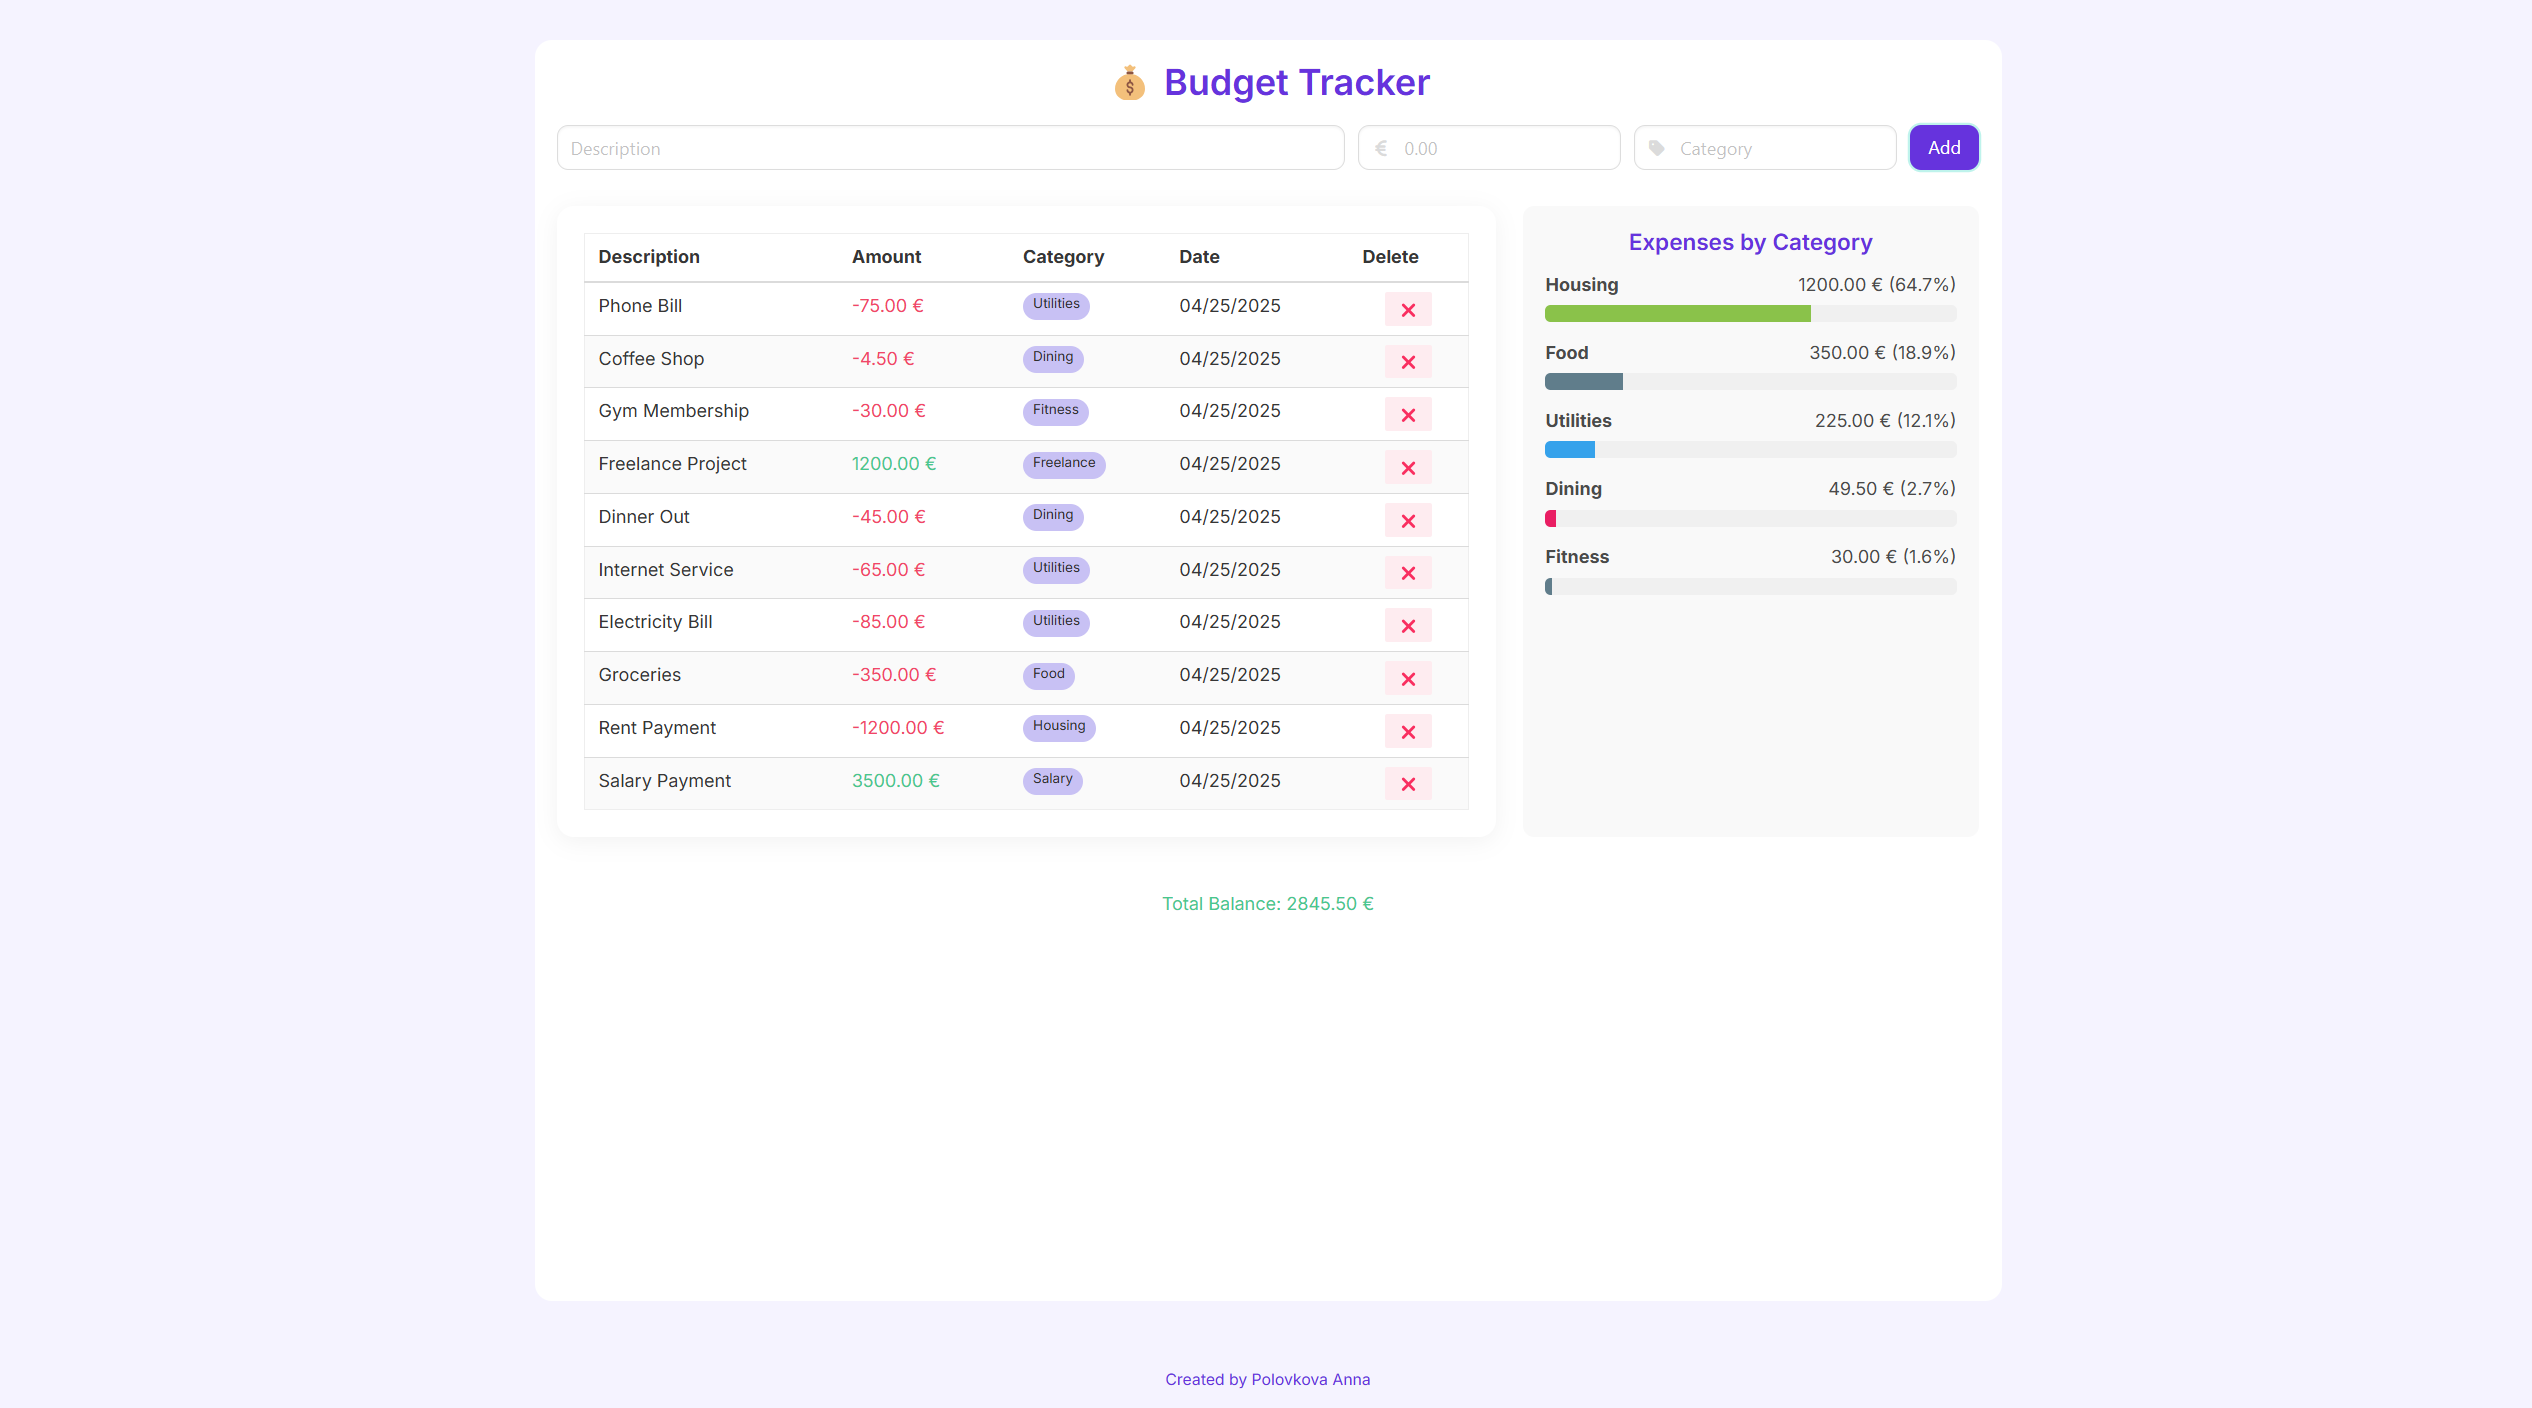 Budget Tracker
Description € 0.00 Category Add
Description Amount Category Date Delete
Phone Bill -75.00 € Utilities 04/25/2025
Coffee Shop -4.50 € Dining 04/25/2025
Gym Membership -30.00 € Fitness 04/25/2025
Freelance Project 1200.00 € Freelance 04/25/2025
Dinner Out -45.00 € Dining 04/25/2025
Internet Service -65.00 € Utilities 04/25/2025
Electricity Bill -85.00 € Utilities 04/25/2025
Groceries -350.00 € Food 04/25/2025
Rent Payment -1200.00 € Housing 04/25/2025
Salary Payment 3500.00 € Salary 04/25/2025
Expenses by Category
Housing 1200.00 € (64.7%)
Food 350.00 € (18.9%)
Utilities 225.00 € (12.1%)
Dining 49.50 € (2.7%)
Fitness 30.00 € (1.6%)
Total Balance: 2845.50 €
Created by Polovkova Anna